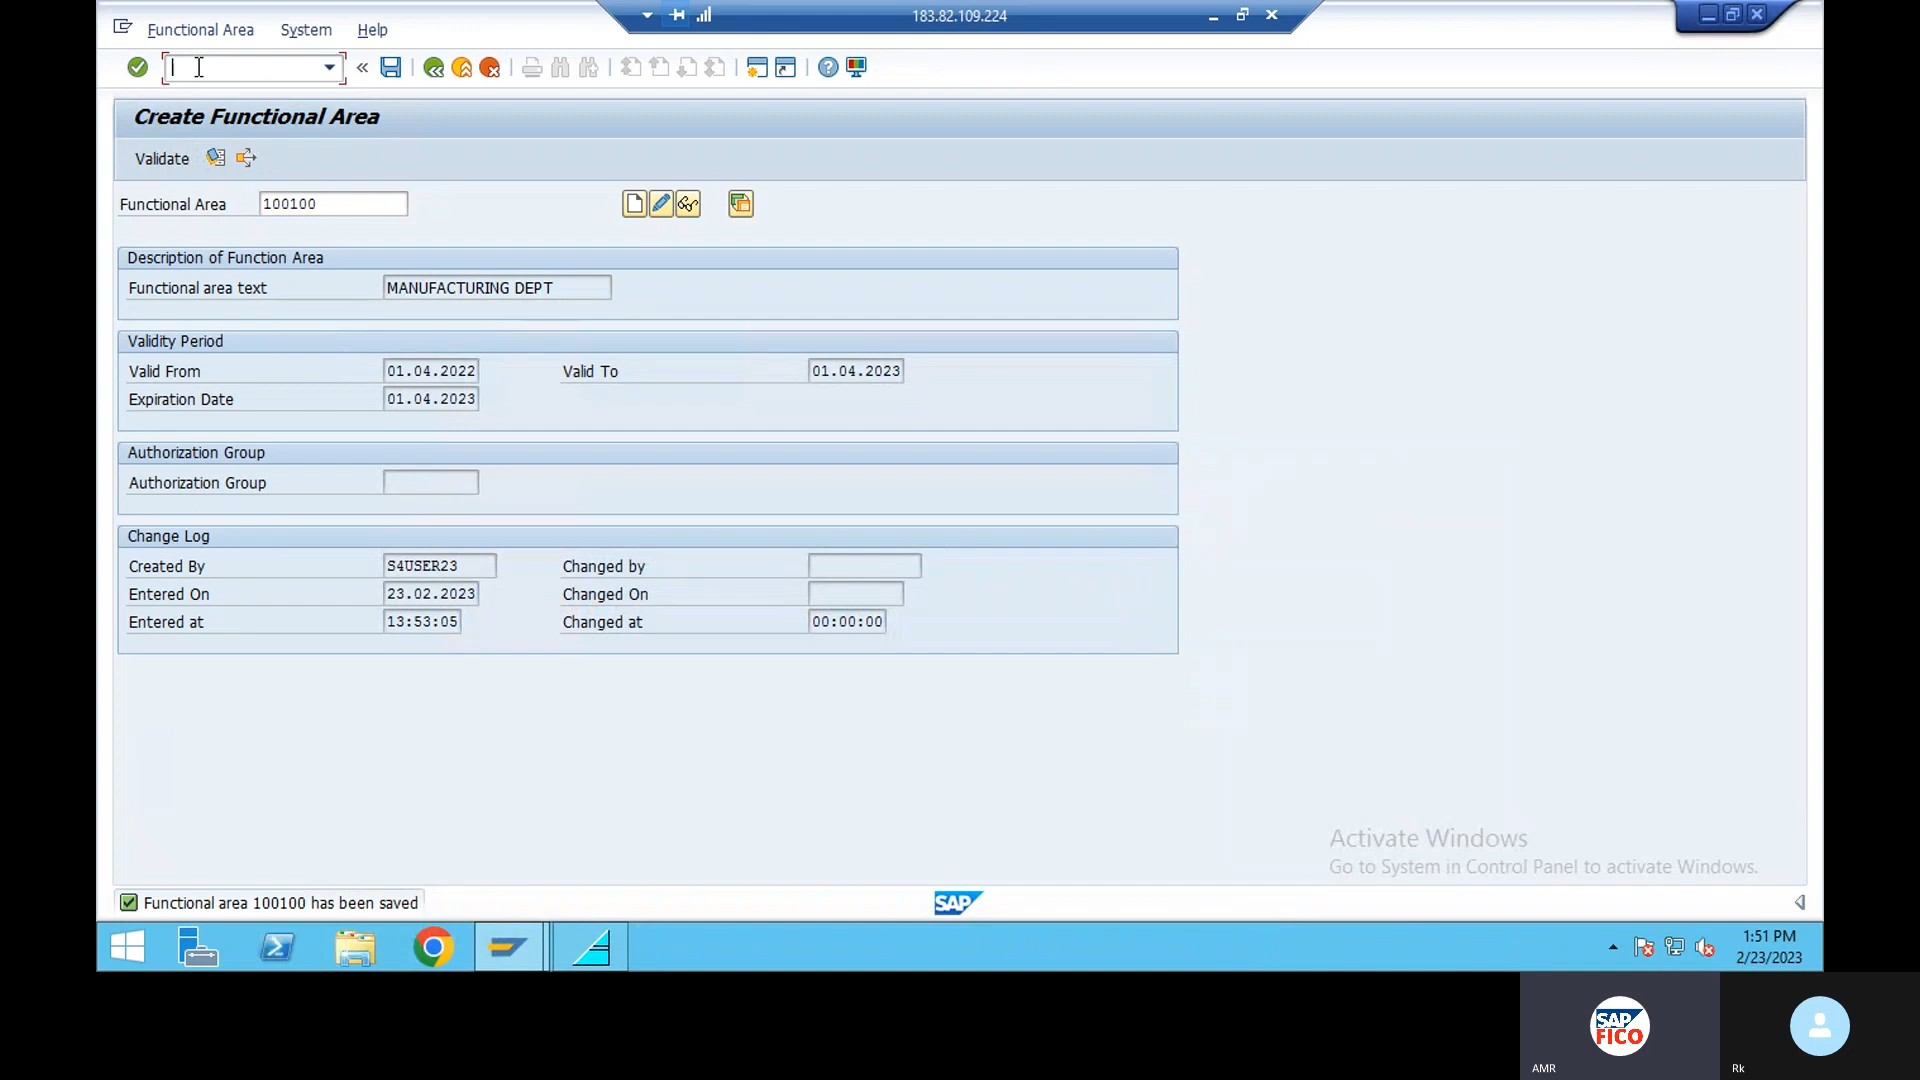 183.82.109.224
Functional Area System Help
Create Functional Area
Validate
Functional Area 100100
Description of Function Area
Functional area text MANUFACTURING DEPT
Validity Period
Valid From 01.04.2022 Valid To 01.04.2023
Expiration Date 01.04.2023
Authorization Group
Authorization Group
Change Log
Created By S4USER23 Changed by
Entered On 23.02.2023 Changed On
Entered at 13:53:05 Changed at 00:00:00
Activate Windows
Go to System in Control Panel to activate Windows.
Functional area 100100 has been saved
SAP
1:51 PM
2/23/2023
SAP
FICO
AMR
Rk